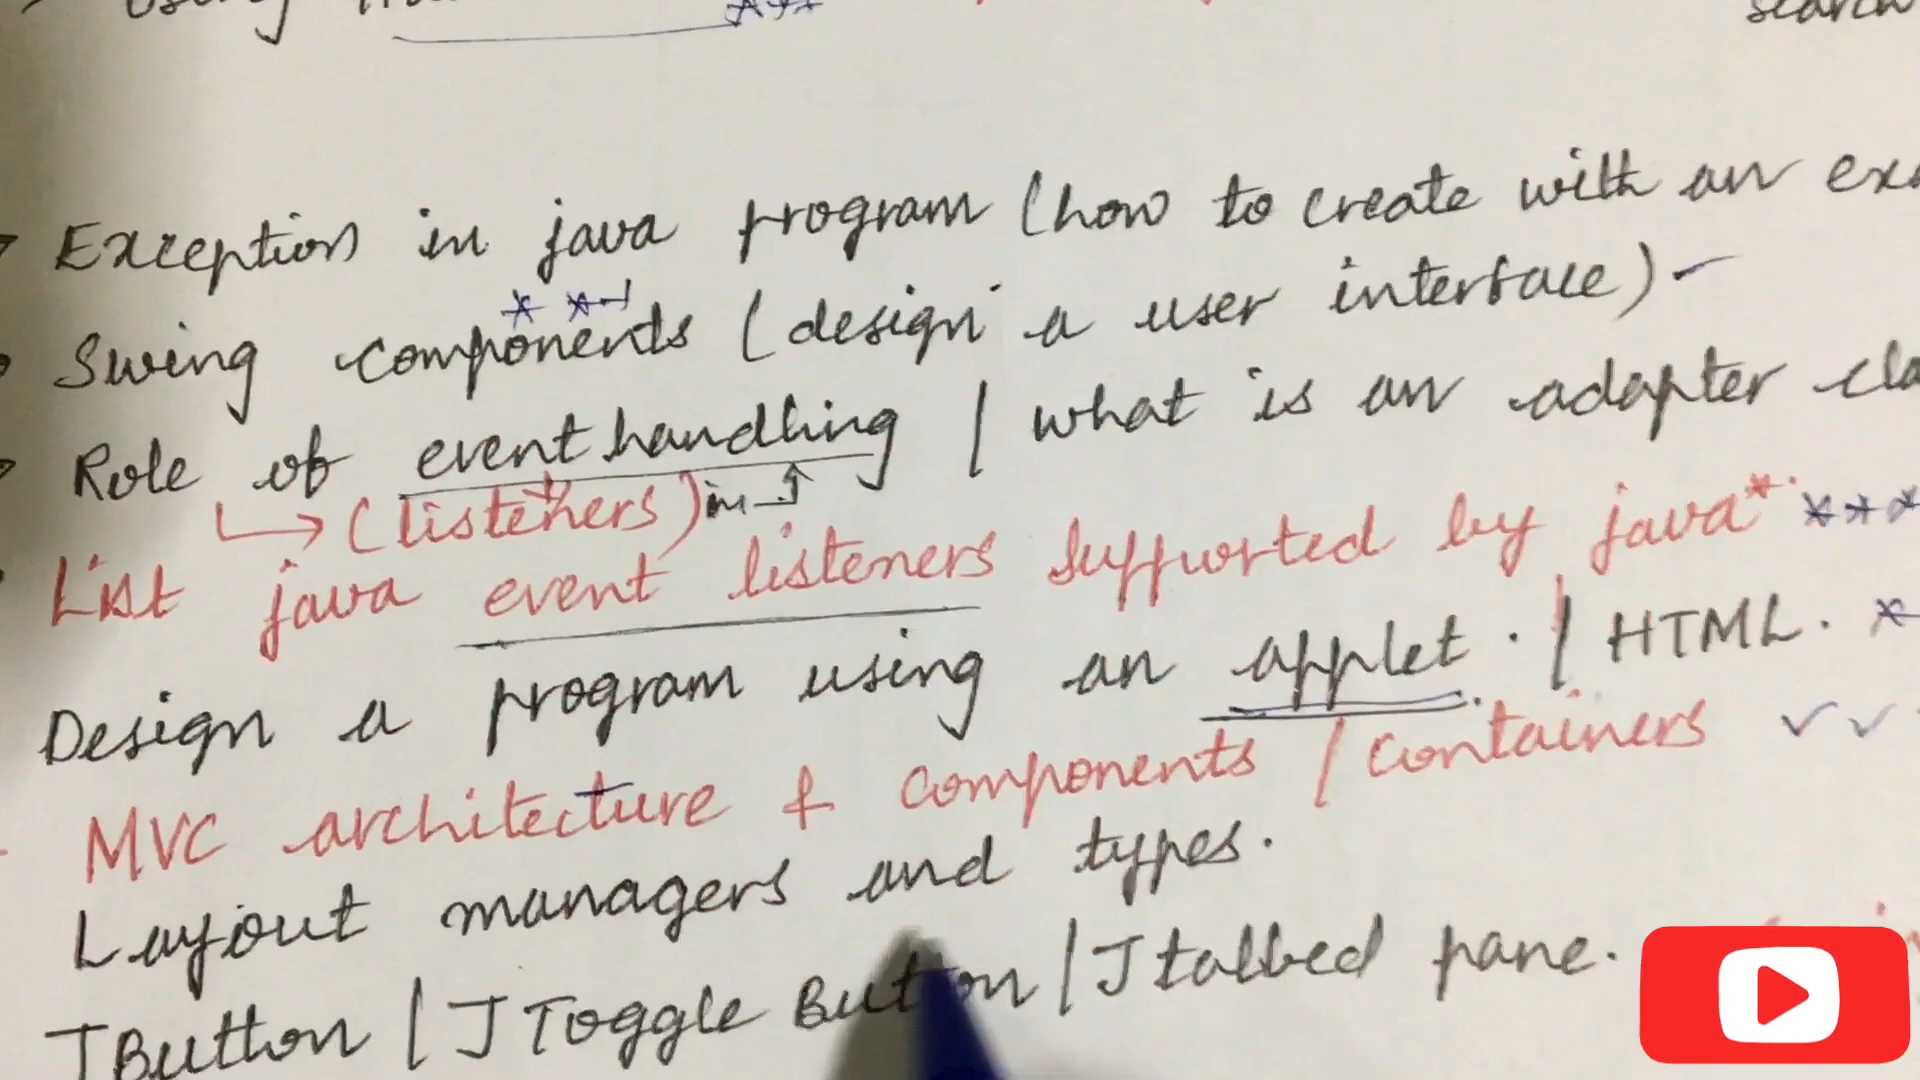 using search
Exception in java program (how to create with an
Swing components (design a user interface)
Role of event handling / what is an adapter
(listeners) in
List java event listeners supported by java
Design a program using an applet. / HTML.
MVC architecture & components / containers
Layout managers and types.
JButton / JToggle Button / Jtabbed pane.